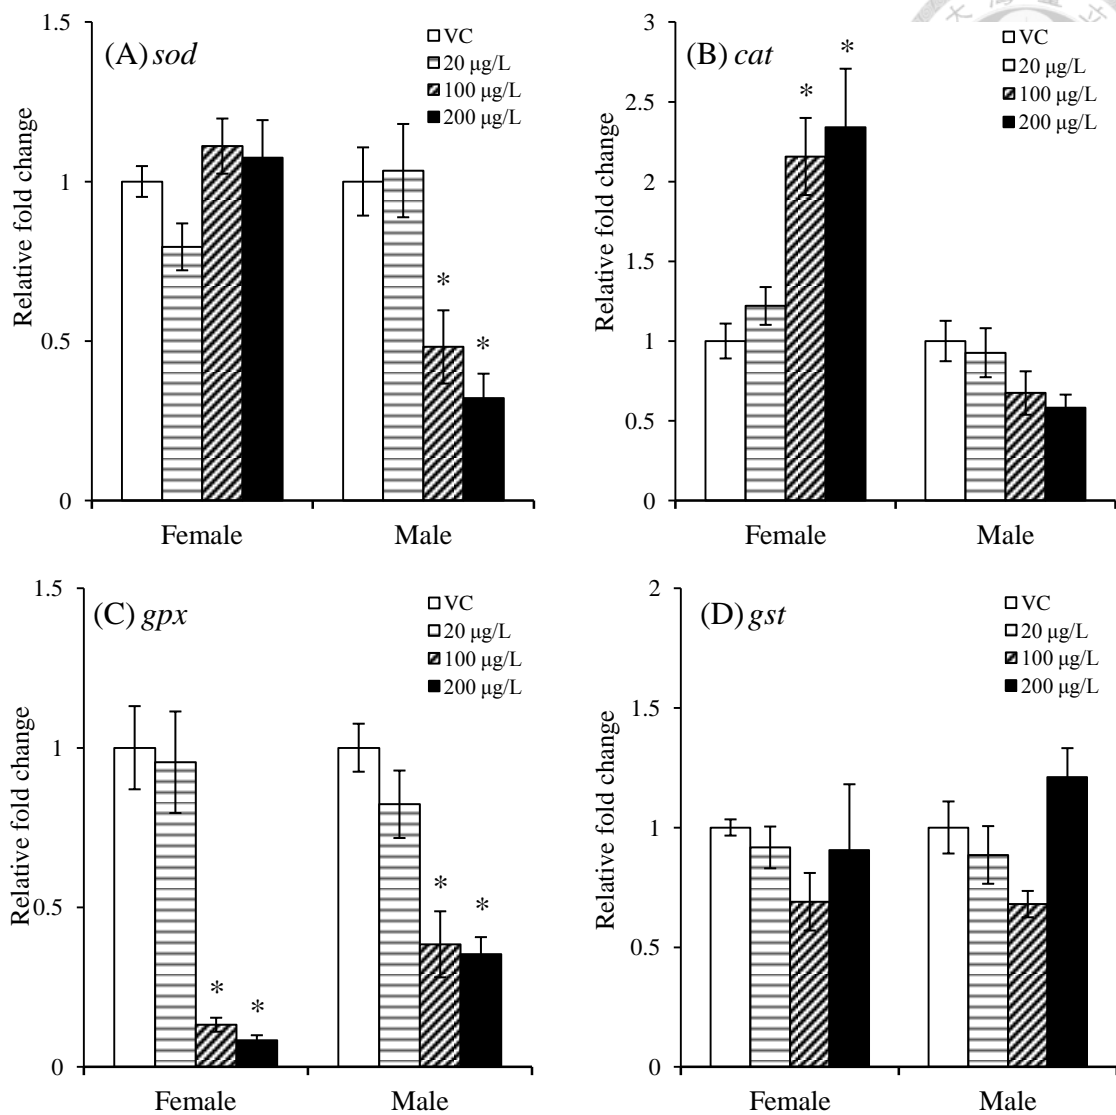 (A) sod
VC
20 μg/L
100 μg/L
200 μg/L
1.5
1
0.5
0
Relative fold change
Female Male
(B) cat
VC
20 μg/L
100 μg/L
200 μg/L
3
2.5
2
1.5
1
0.5
0
Relative fold change
* *
* *
Female Male
(C) gpx
VC
20 μg/L
100 μg/L
200 μg/L
1.5
1
0.5
0
Relative fold change
* *
* *
Female Male
(D) gst
VC
20 μg/L
100 μg/L
200 μg/L
2
1.5
1
0.5
0
Relative fold change
Female Male